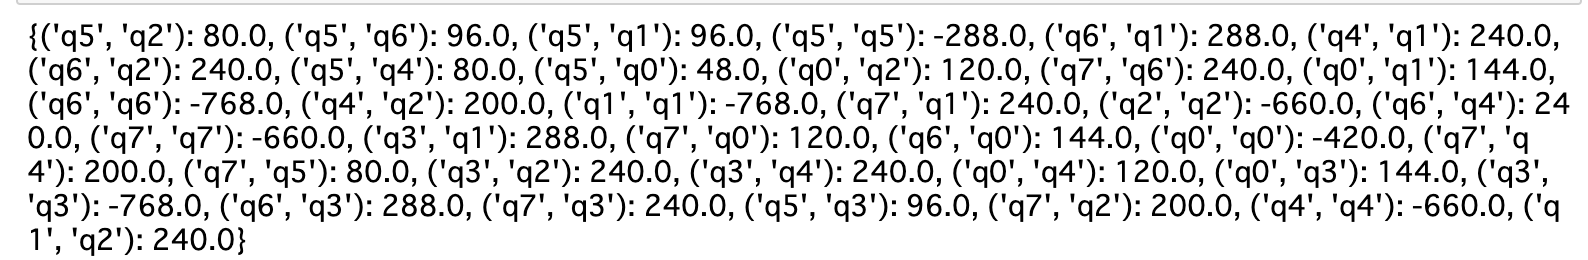 {('q5', 'q2'): 80.0, ('q5', 'q6'): 96.0, ('q5', 'q1'): 96.0, ('q5', 'q5'): -288.0, ('q6', 'q1'): 288.0, ('q4', 'q1'): 240.0,
('q6', 'q2'): 240.0, ('q5', 'q4'): 80.0, ('q5', 'q0'): 48.0, ('q0', 'q2'): 120.0, ('q7', 'q6'): 240.0, ('q0', 'q1'): 144.0,
('q6', 'q6'): -768.0, ('q4', 'q2'): 200.0, ('q1', 'q1'): -768.0, ('q7', 'q1'): 240.0, ('q2', 'q2'): -660.0, ('q6', 'q4'): 24
0.0, ('q7', 'q7'): -660.0, ('q3', 'q1'): 288.0, ('q7', 'q0'): 120.0, ('q6', 'q0'): 144.0, ('q0', 'q0'): -420.0, ('q7', 'q
4'): 200.0, ('q7', 'q5'): 80.0, ('q3', 'q2'): 240.0, ('q3', 'q4'): 240.0, ('q0', 'q4'): 120.0, ('q0', 'q3'): 144.0, ('q3',
'q3'): -768.0, ('q6', 'q3'): 288.0, ('q7', 'q3'): 240.0, ('q5', 'q3'): 96.0, ('q7', 'q2'): 200.0, ('q4', 'q4'): -660.0, ('q
1', 'q2'): 240.0}